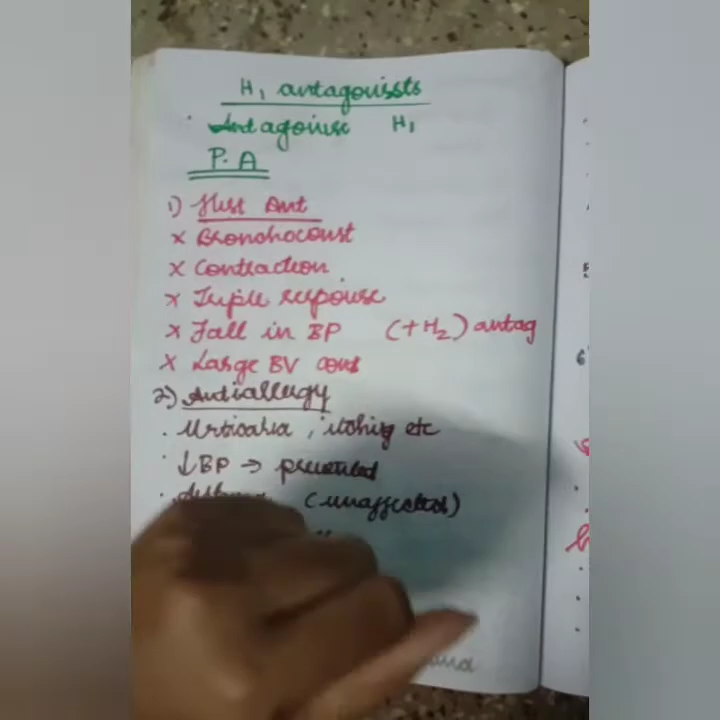 H₁ antagonists
Antagonise H₁
P.A
1) Hist Ant
x Bronchoconst
x Contraction
x Triple response
x Fall in BP (+H₂) antag
x Large BV const
2) Antiallergy
. Urticaria, itching etc
. ↓BP → prevented
. (unaffected)